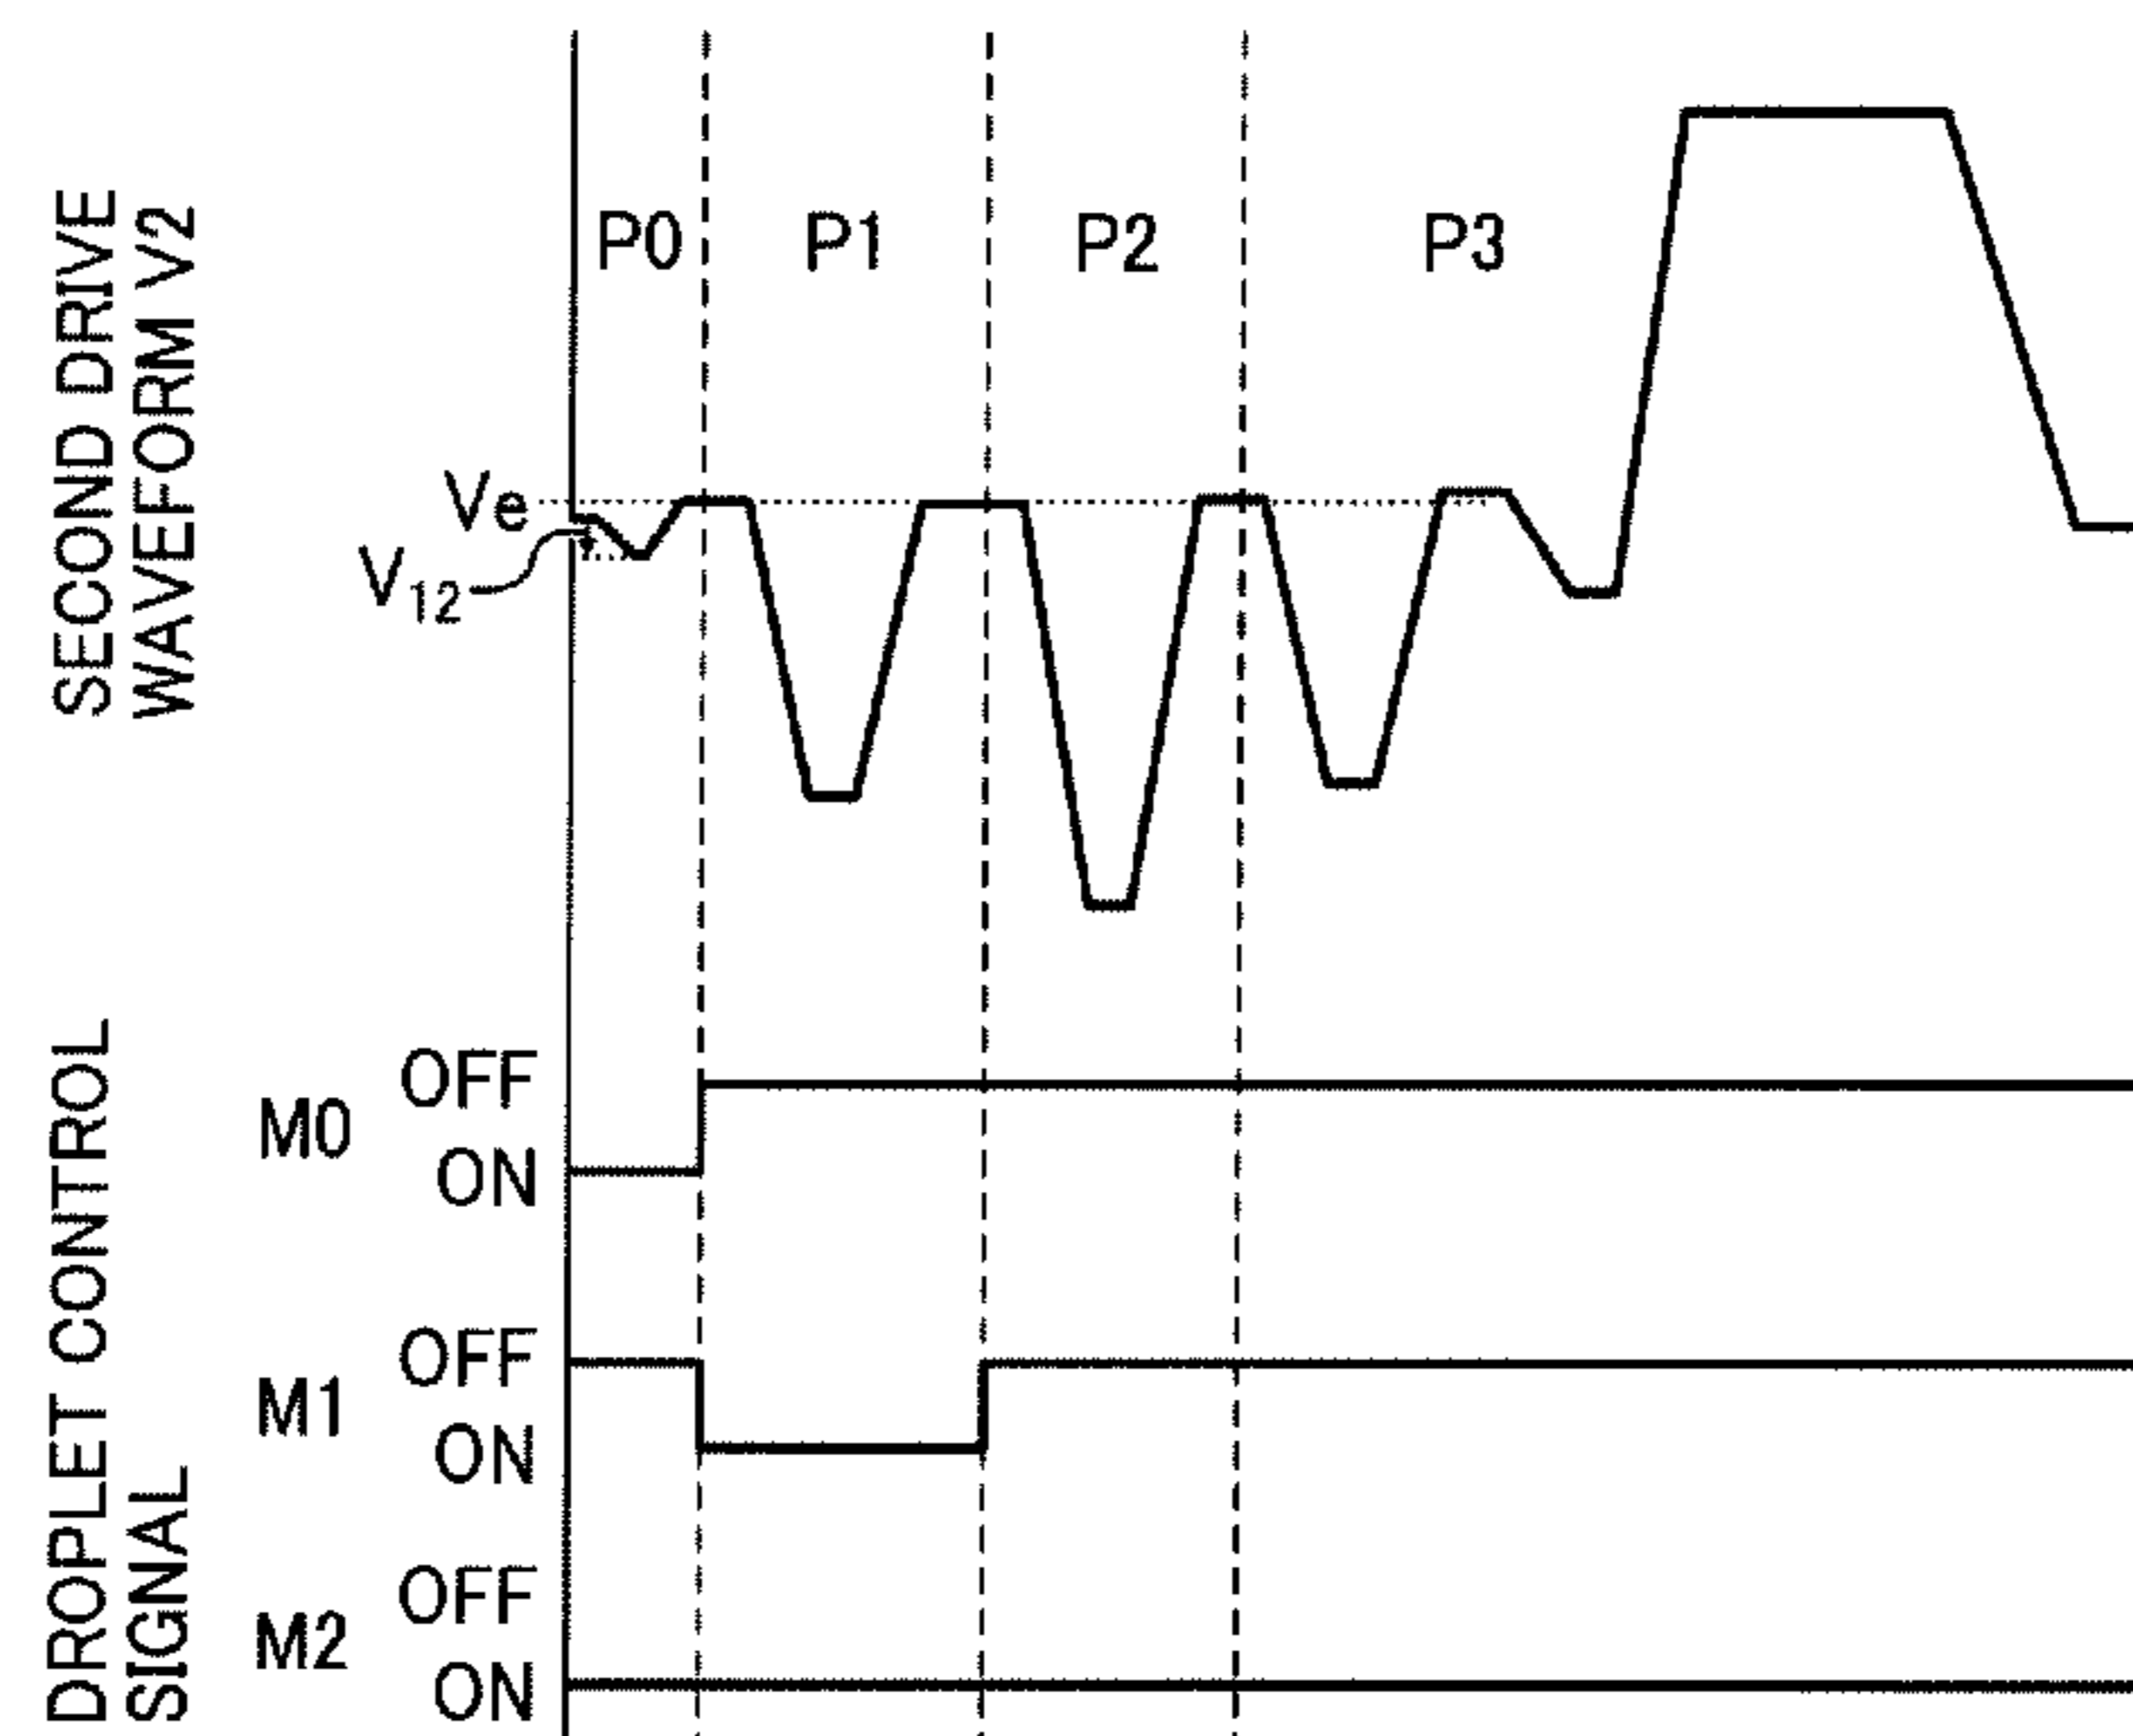 SECOND DRIVE
WAVEFORM V2
P0 P1 P2 P3
Ve
V12
DROPLET CONTROL
SIGNAL
M0 OFF
ON
M1 OFF
ON
M2 OFF
ON